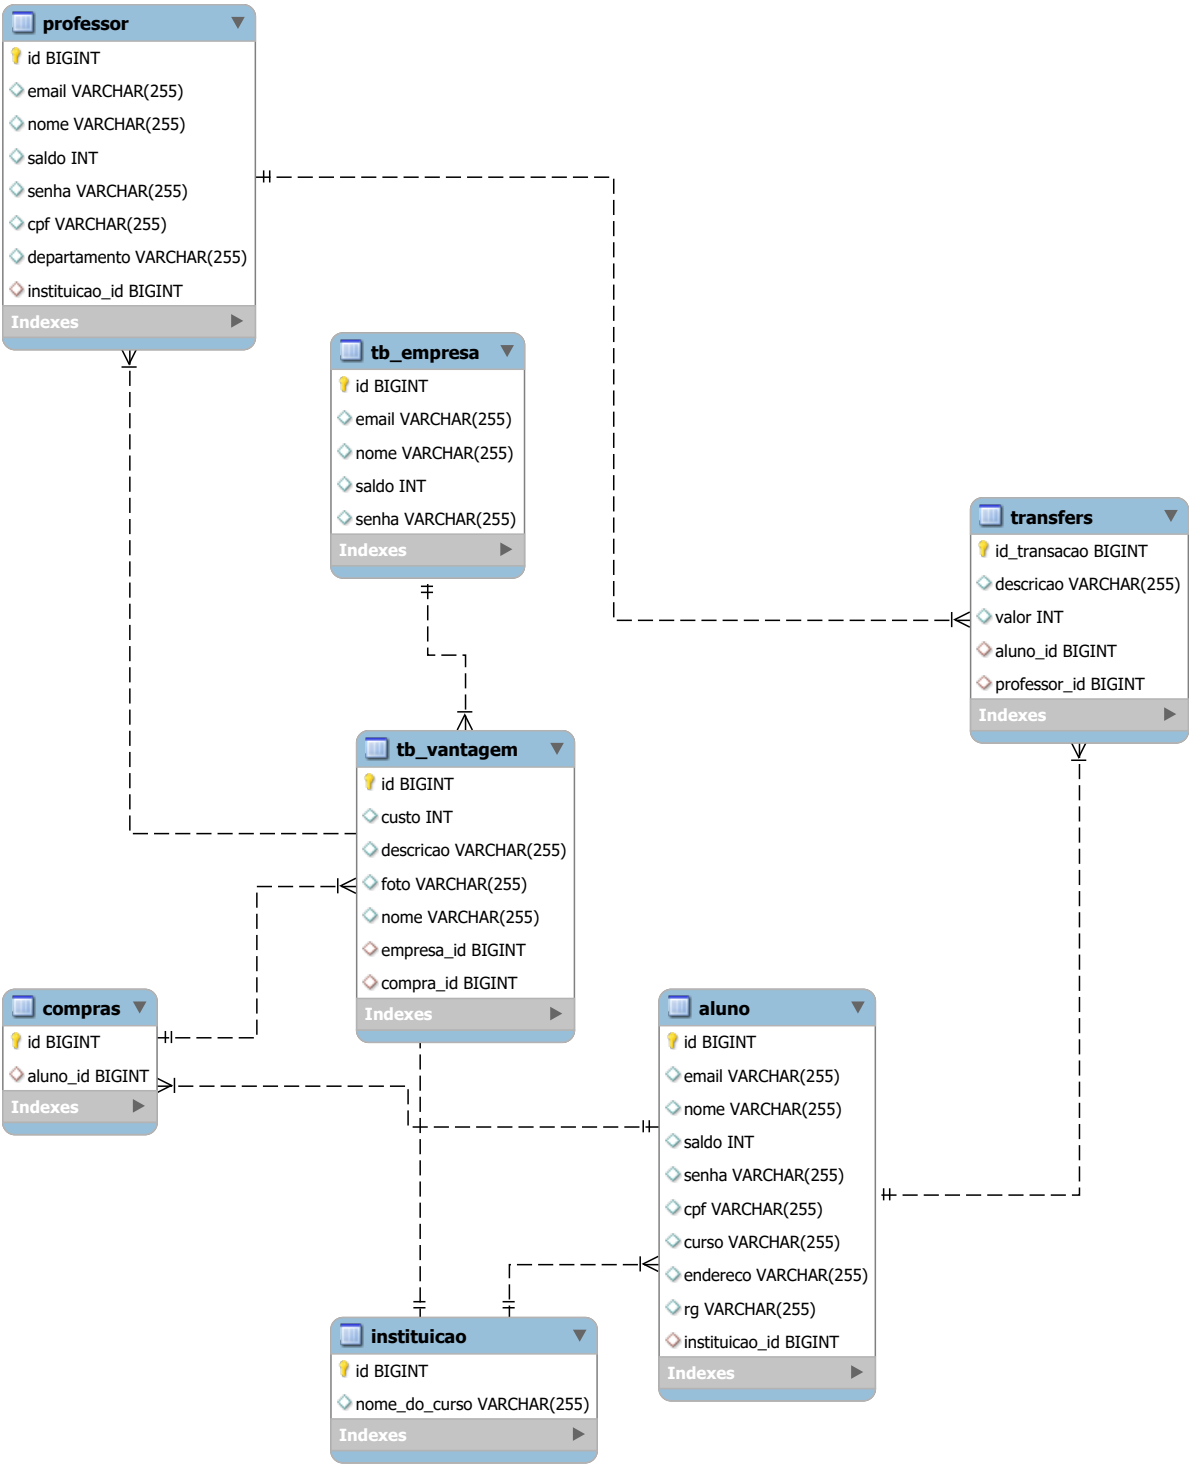 professor
id BIGINT
email VARCHAR(255)
nome VARCHAR(255)
saldo INT
senha VARCHAR(255)
cpf VARCHAR(255)
departamento VARCHAR(255)
instituicao_id BIGINT
Indexes
tb_empresa
id BIGINT
email VARCHAR(255)
nome VARCHAR(255)
saldo INT
senha VARCHAR(255)
Indexes
transfers
id_transacao BIGINT
descricao VARCHAR(255)
valor INT
aluno_id BIGINT
professor_id BIGINT
Indexes
tb_vantagem
id BIGINT
custo INT
descricao VARCHAR(255)
foto VARCHAR(255)
nome VARCHAR(255)
empresa_id BIGINT
compra_id BIGINT
Indexes
compras
id BIGINT
aluno_id BIGINT
Indexes
aluno
id BIGINT
email VARCHAR(255)
nome VARCHAR(255)
saldo INT
senha VARCHAR(255)
cpf VARCHAR(255)
curso VARCHAR(255)
endereco VARCHAR(255)
rg VARCHAR(255)
instituicao_id BIGINT
Indexes
instituicao
id BIGINT
nome_do_curso VARCHAR(255)
Indexes